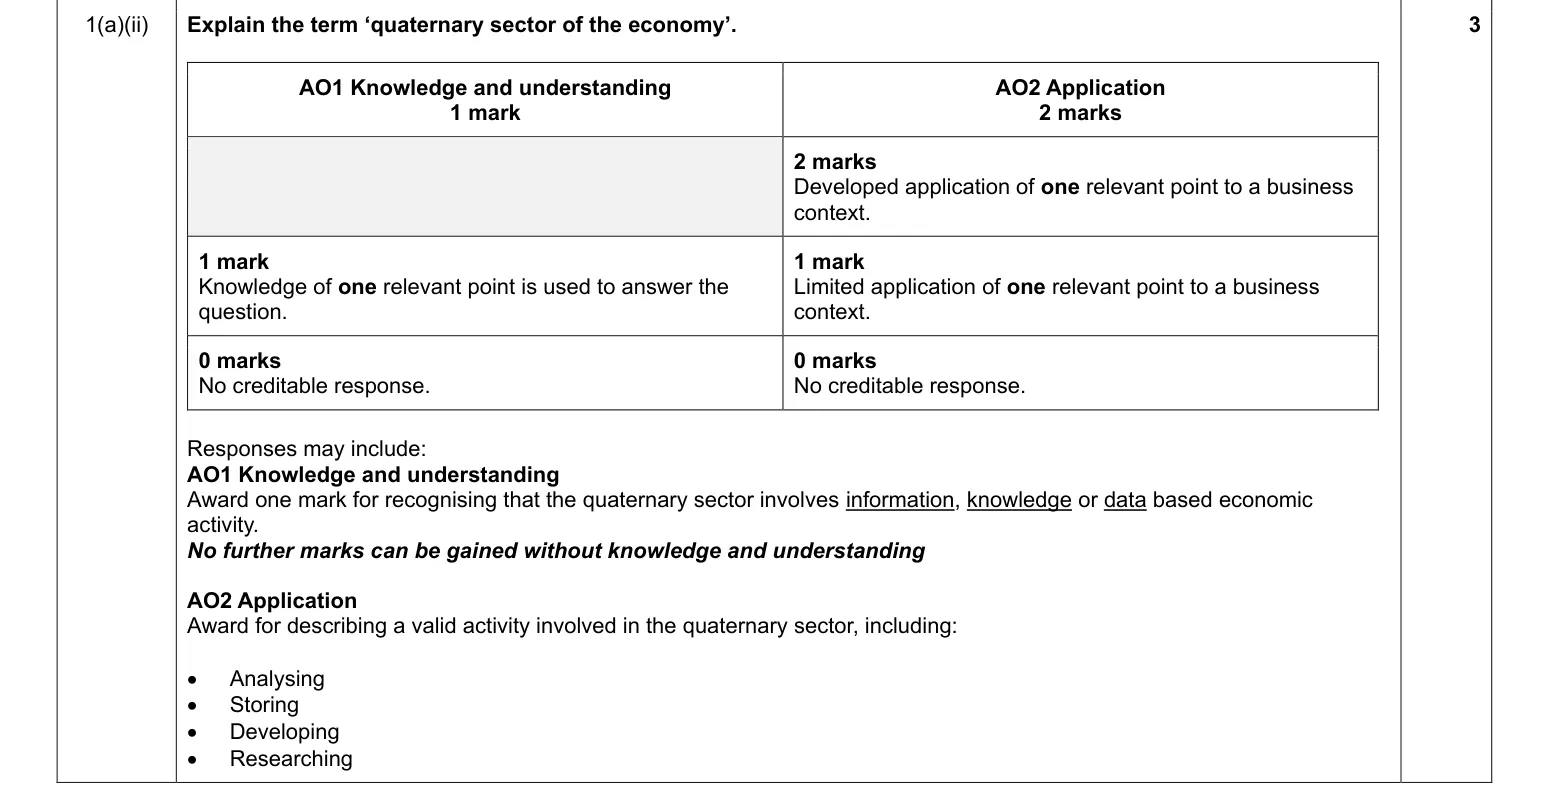 1(a)(ii) Explain the term ‘quaternary sector of the economy’. 3
AO1 Knowledge and understanding
1 mark
AO2 Application
2 marks
2 marks
Developed application of one relevant point to a business
context.
1 mark
Knowledge of one relevant point is used to answer the
question.
1 mark
Limited application of one relevant point to a business
context.
0 marks
No creditable response.
0 marks
No creditable response.
Responses may include:
AO1 Knowledge and understanding
Award one mark for recognising that the quaternary sector involves information, knowledge or data based economic
activity.
No further marks can be gained without knowledge and understanding
AO2 Application
Award for describing a valid activity involved in the quaternary sector, including:
• Analysing
• Storing
• Developing
• Researching